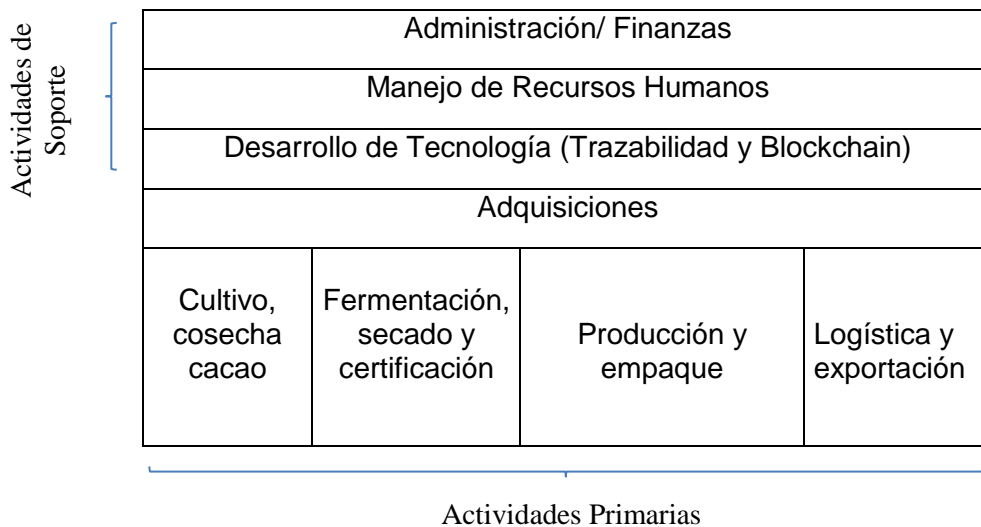 Actividades de
Soporte
Administración/ Finanzas
Manejo de Recursos Humanos
Desarrollo de Tecnología (Trazabilidad y Blockchain)
Adquisiciones
Cultivo,
cosecha
cacao
Fermentación,
secado y
certificación
Producción y
empaque
Logística y
exportación
Actividades Primarias